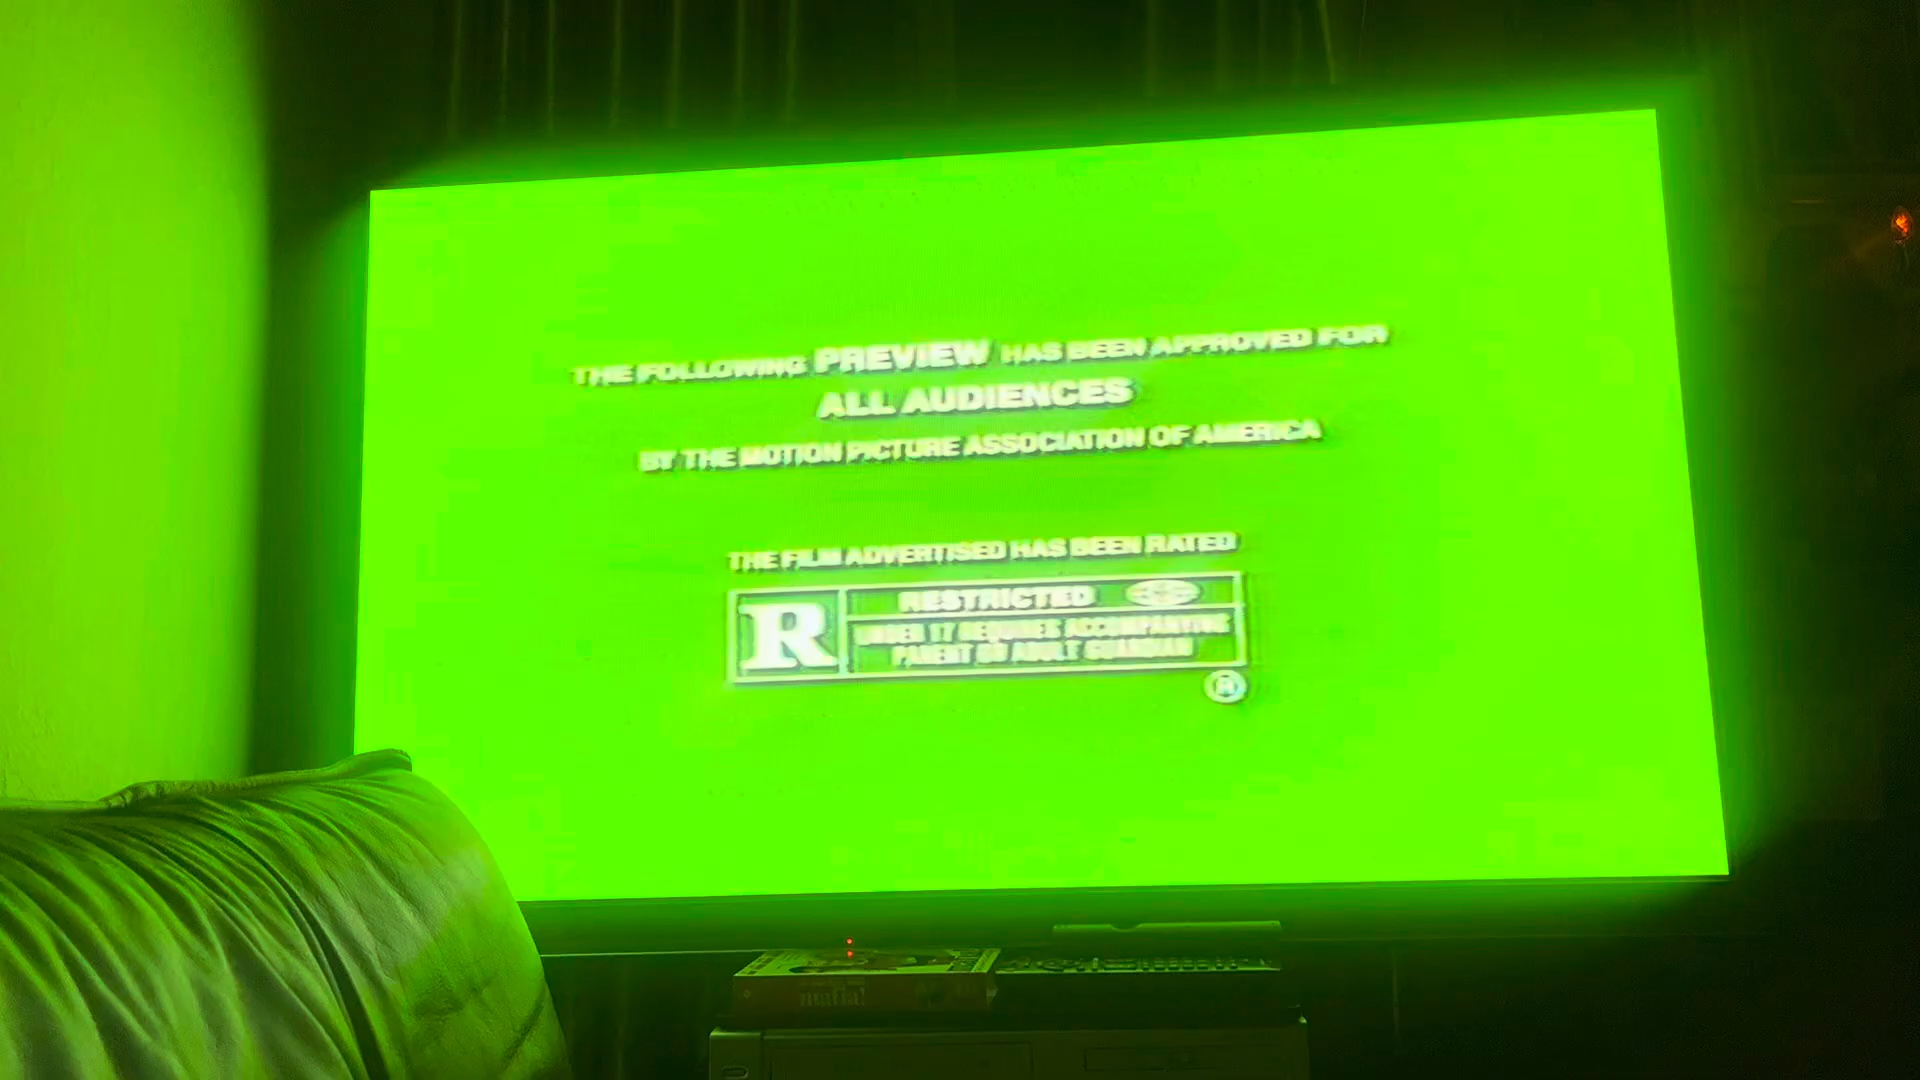 THE FOLLOWING PREVIEW HAS BEEN APPROVED FOR
ALL AUDIENCES
BY THE MOTION PICTURE ASSOCIATION OF AMERICA
THE FILM ADVERTISED HAS BEEN RATED
R RESTRICTED
UNDER 17 REQUIRES ACCOMPANYING
PARENT OR ADULT GUARDIAN
®
mafia!